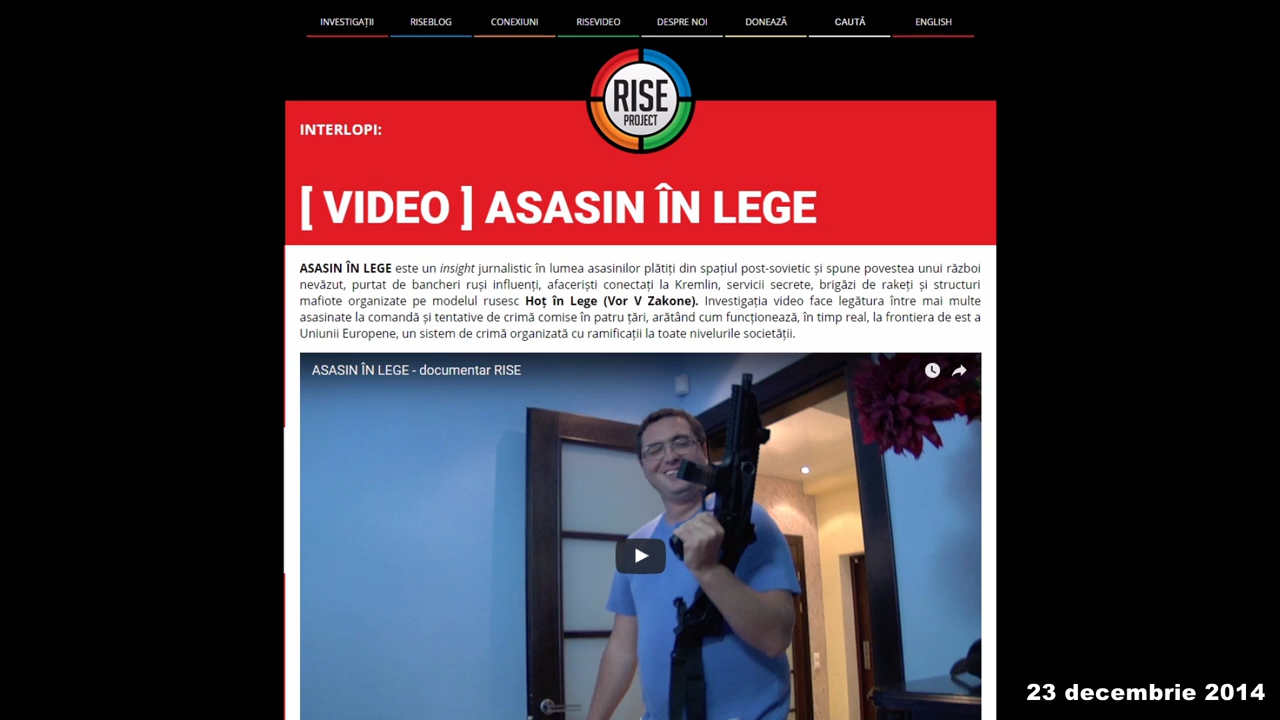 INVESTIGAȚII RISEBLOG CONEXIUNI RISEVIDEO DESPRE NOI DONEAZĂ CAUTĂ ENGLISH
RISE
PROJECT
INTERLOPI:
[ VIDEO ] ASASIN ÎN LEGE
ASASIN ÎN LEGE este un insight jurnalistic în lumea asasinilor plătiți din spațiul post-sovietic și spune povestea unui război
nevăzut, purtat de bancheri ruși influenți, afaceriști conectați la Kremlin, servicii secrete, brigăzi de rakeți și structuri
mafiote organizate pe modelul rusesc Hoț în Lege (Vor V Zakone). Investigația video face legătura între mai multe
asasinate la comandă și tentative de crimă comise în patru țări, arătând cum funcționează, în timp real, la frontiera de est a
Uniunii Europene, un sistem de crimă organizată cu ramificații la toate nivelurile societății.
ASASIN ÎN LEGE - documentar RISE
23 decembrie 2014